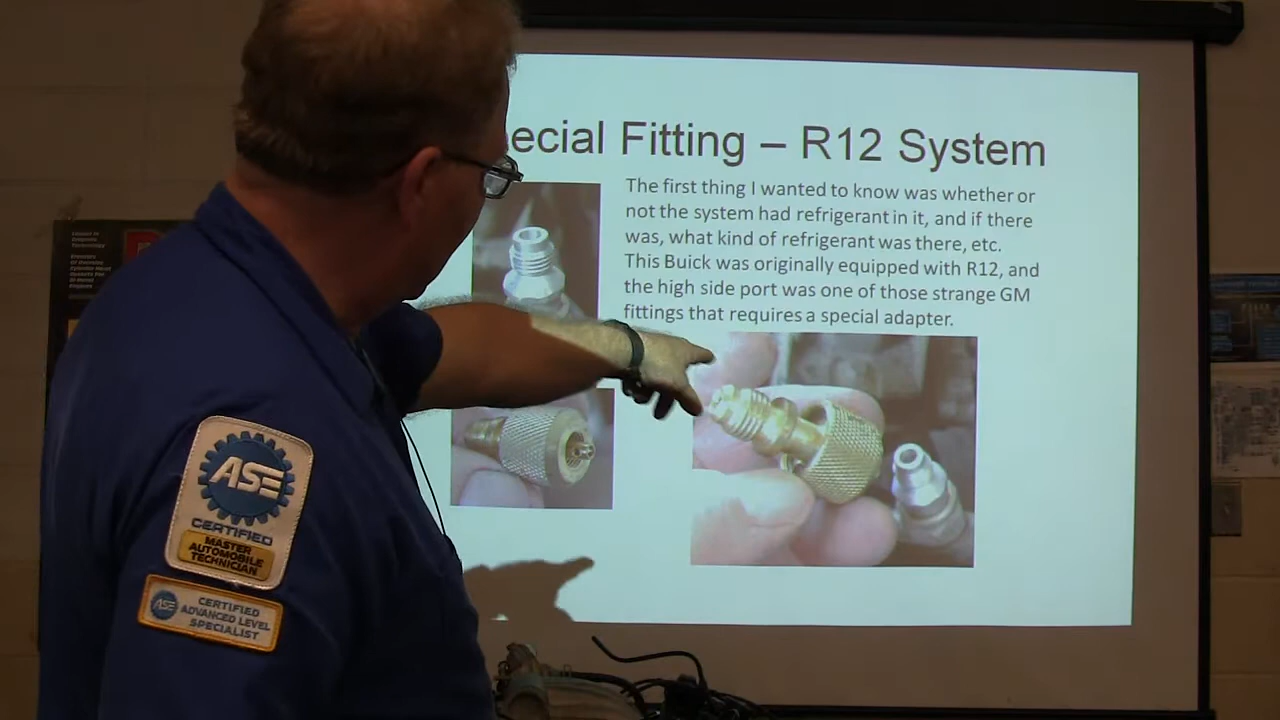 ecial Fitting – R12 System
The first thing I wanted to know was whether or
not the system had refrigerant in it, and if there
was, what kind of refrigerant was there, etc.
This Buick was originally equipped with R12, and
the high side port was one of those strange GM
fittings that requires a special adapter.
ASE
CERTIFIED
MASTER
AUTOMOBILE
TECHNICIAN
ASE
CERTIFIED
ADVANCED LEVEL
SPECIALIST